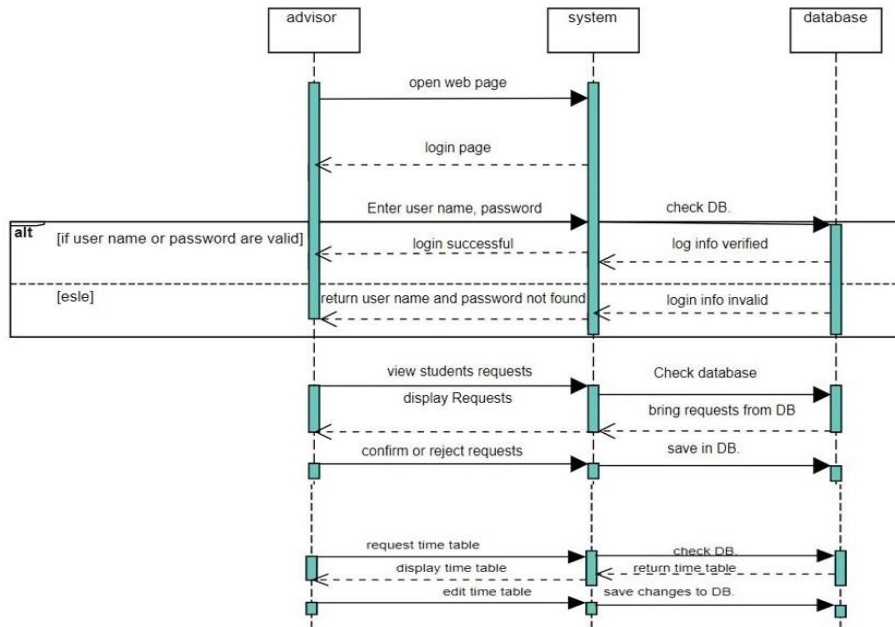 advisor
system
database
open web page
login page
Enter user name, password
check DB.
alt
[if user name or password are valid]
login successful
log info verified
[esle]
return user name and password not found
login info invalid
view students requests
Check database
display Requests
bring requests from DB
confirm or reject requests
save in DB.
request time table
check DB.
display time table
return time table
edit time table
save changes to DB.